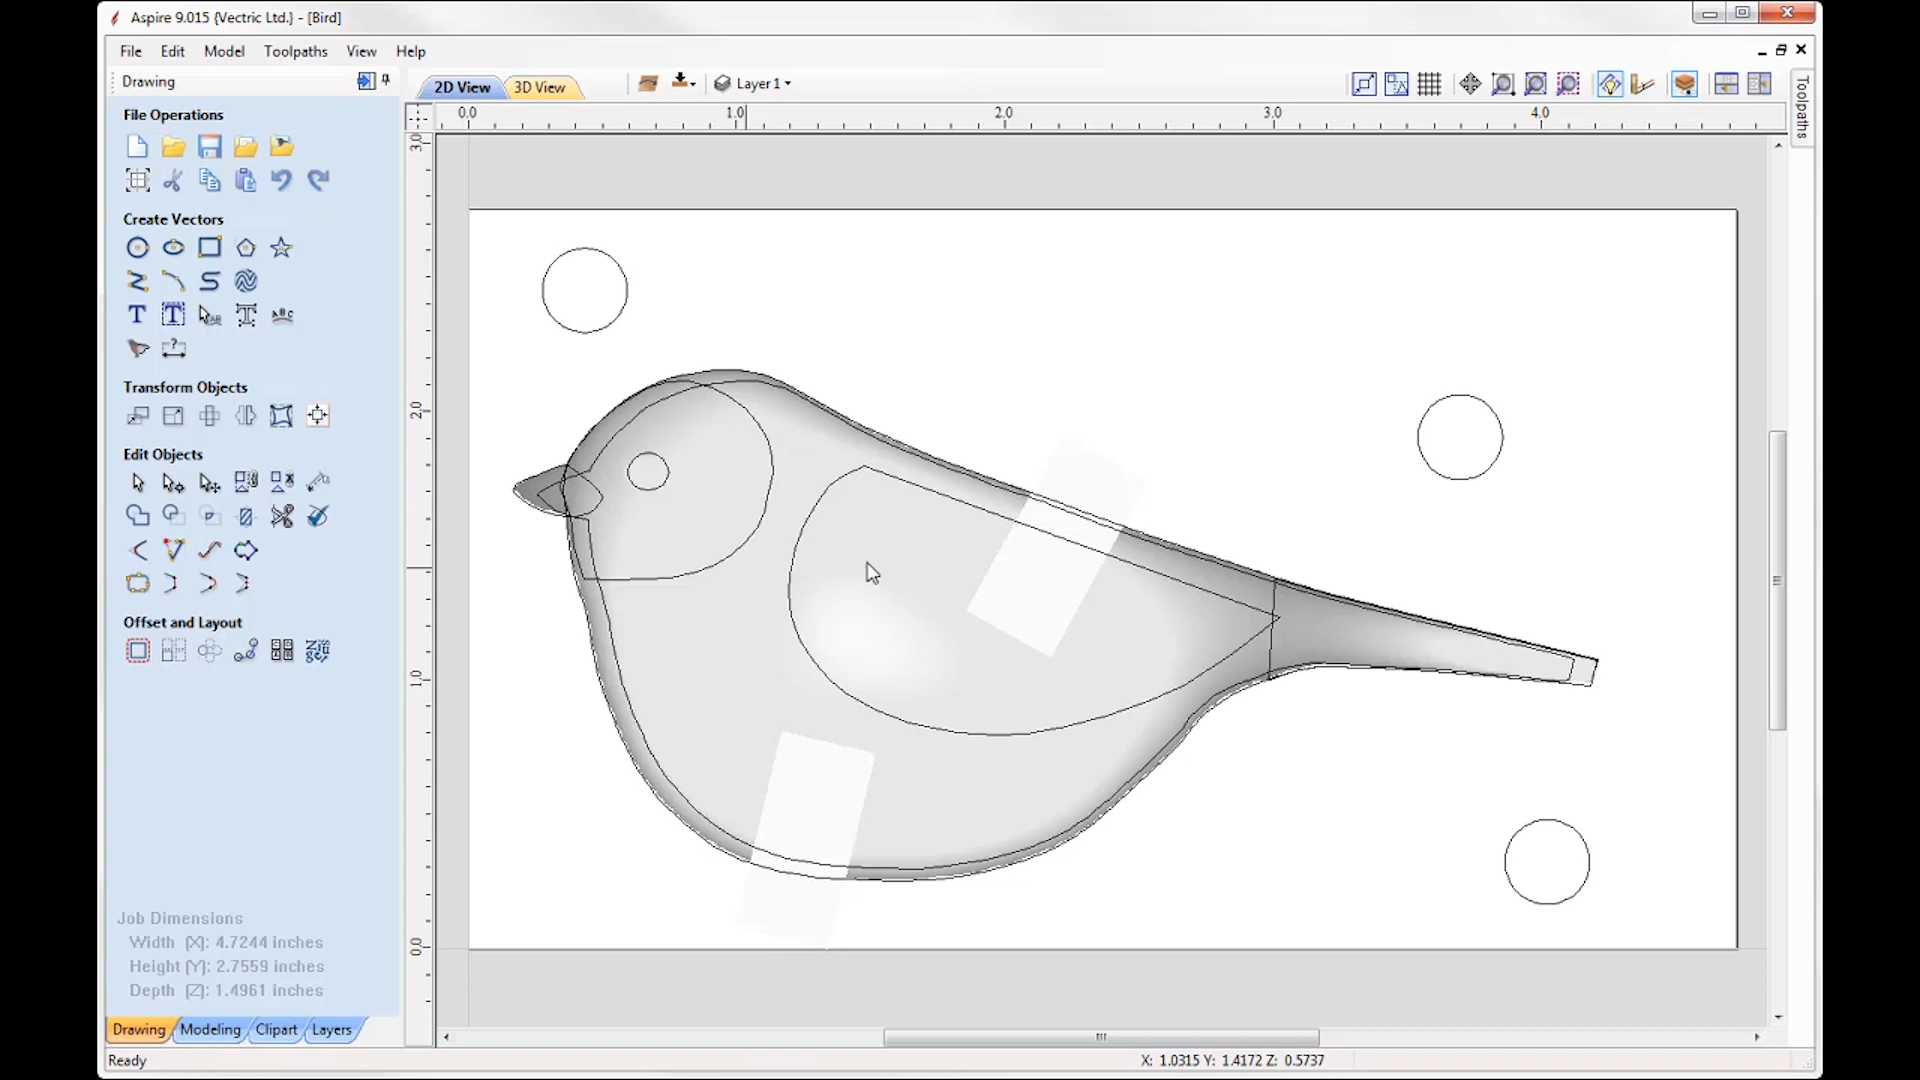 Aspire 9.015 {Vectric Ltd.} - [Bird]
File Edit Model Toolpaths View Help
Drawing
2D View 3D View Layer 1
Toolpaths
File Operations
0.0 1.0 2.0 3.0 4.0
3.0
2.0
1.0
0.0
Create Vectors
Transform Objects
Edit Objects
Offset and Layout
Job Dimensions
Width (X): 4.7244 inches
Height (Y): 2.7559 inches
Depth (Z): 1.4961 inches
Drawing Modeling Clipart Layers
Ready
X: 1.0315 Y: 1.4172 Z: 0.5737